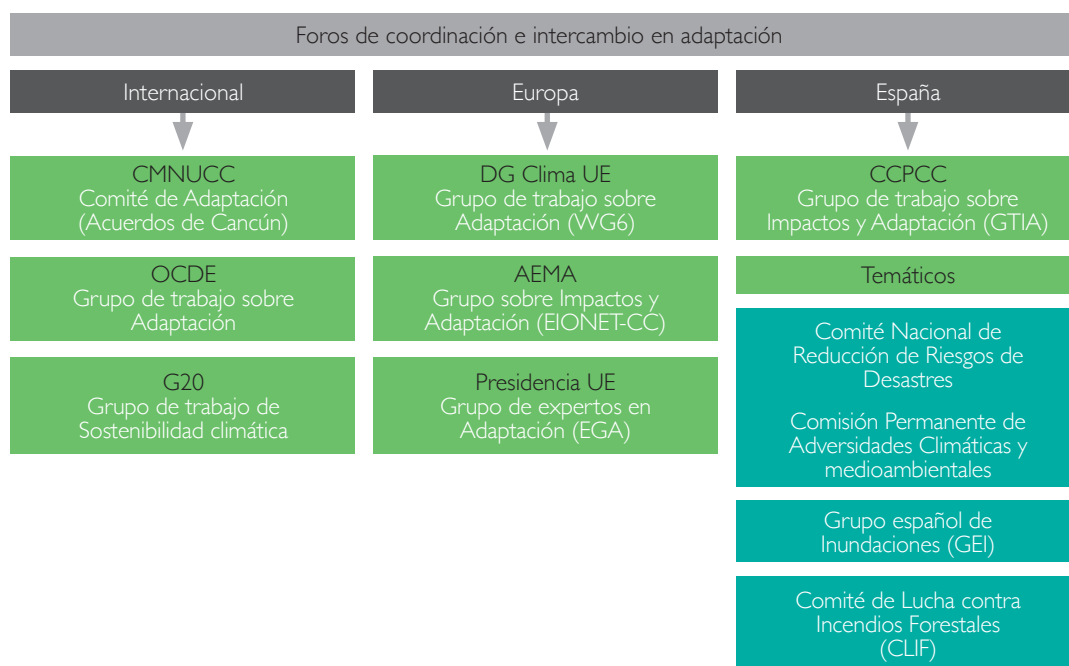 Foros de coordinación e intercambio en adaptación
Internacional
CMNUCC
Comité de Adaptación
(Acuerdos de Cancún)
OCDE
Grupo de trabajo sobre
Adaptación
G20
Grupo de trabajo de
Sostenibilidad climática
Europa
DG Clima UE
Grupo de trabajo sobre
Adaptación (WG6)
AEMA
Grupo sobre Impactos y
Adaptación (EIONET-CC)
Presidencia UE
Grupo de expertos en
Adaptación (EGA)
España
CCPCC
Grupo de trabajo sobre
Impactos y Adaptación (GTIA)
Temáticos
Comité Nacional de
Reducción de Riesgos de
Desastres
Comisión Permanente de
Adversidades Climáticas y
medioambientales
Grupo español de
Inundaciones (GEI)
Comité de Lucha contra
Incendios Forestales
(CLIF)